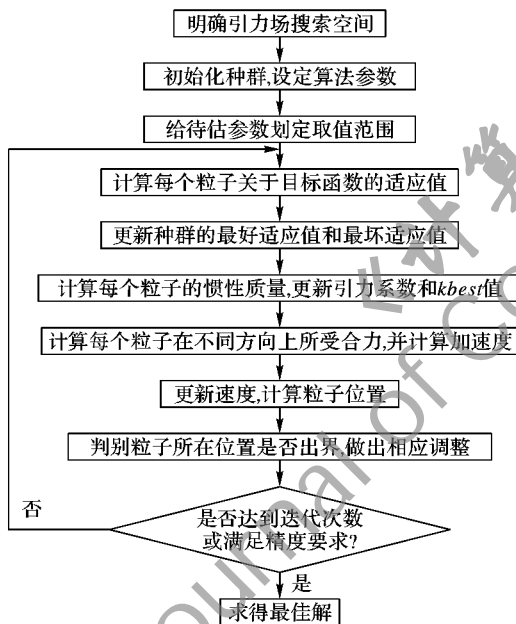 明确引力场搜索空间
初始化种群,设定算法参数
给待估参数划定取值范围
计算每个粒子关于目标函数的适应值
更新种群的最好适应值和最坏适应值
计算每个粒子的惯性质量,更新引力系数和kbest值
计算每个粒子在不同方向上所受合力,并计算加速度
更新速度,计算粒子位置
判别粒子所在位置是否出界,做出相应调整
否
是否达到迭代次数
或满足精度要求?
是
求得最佳解
《计算
Journal of Co